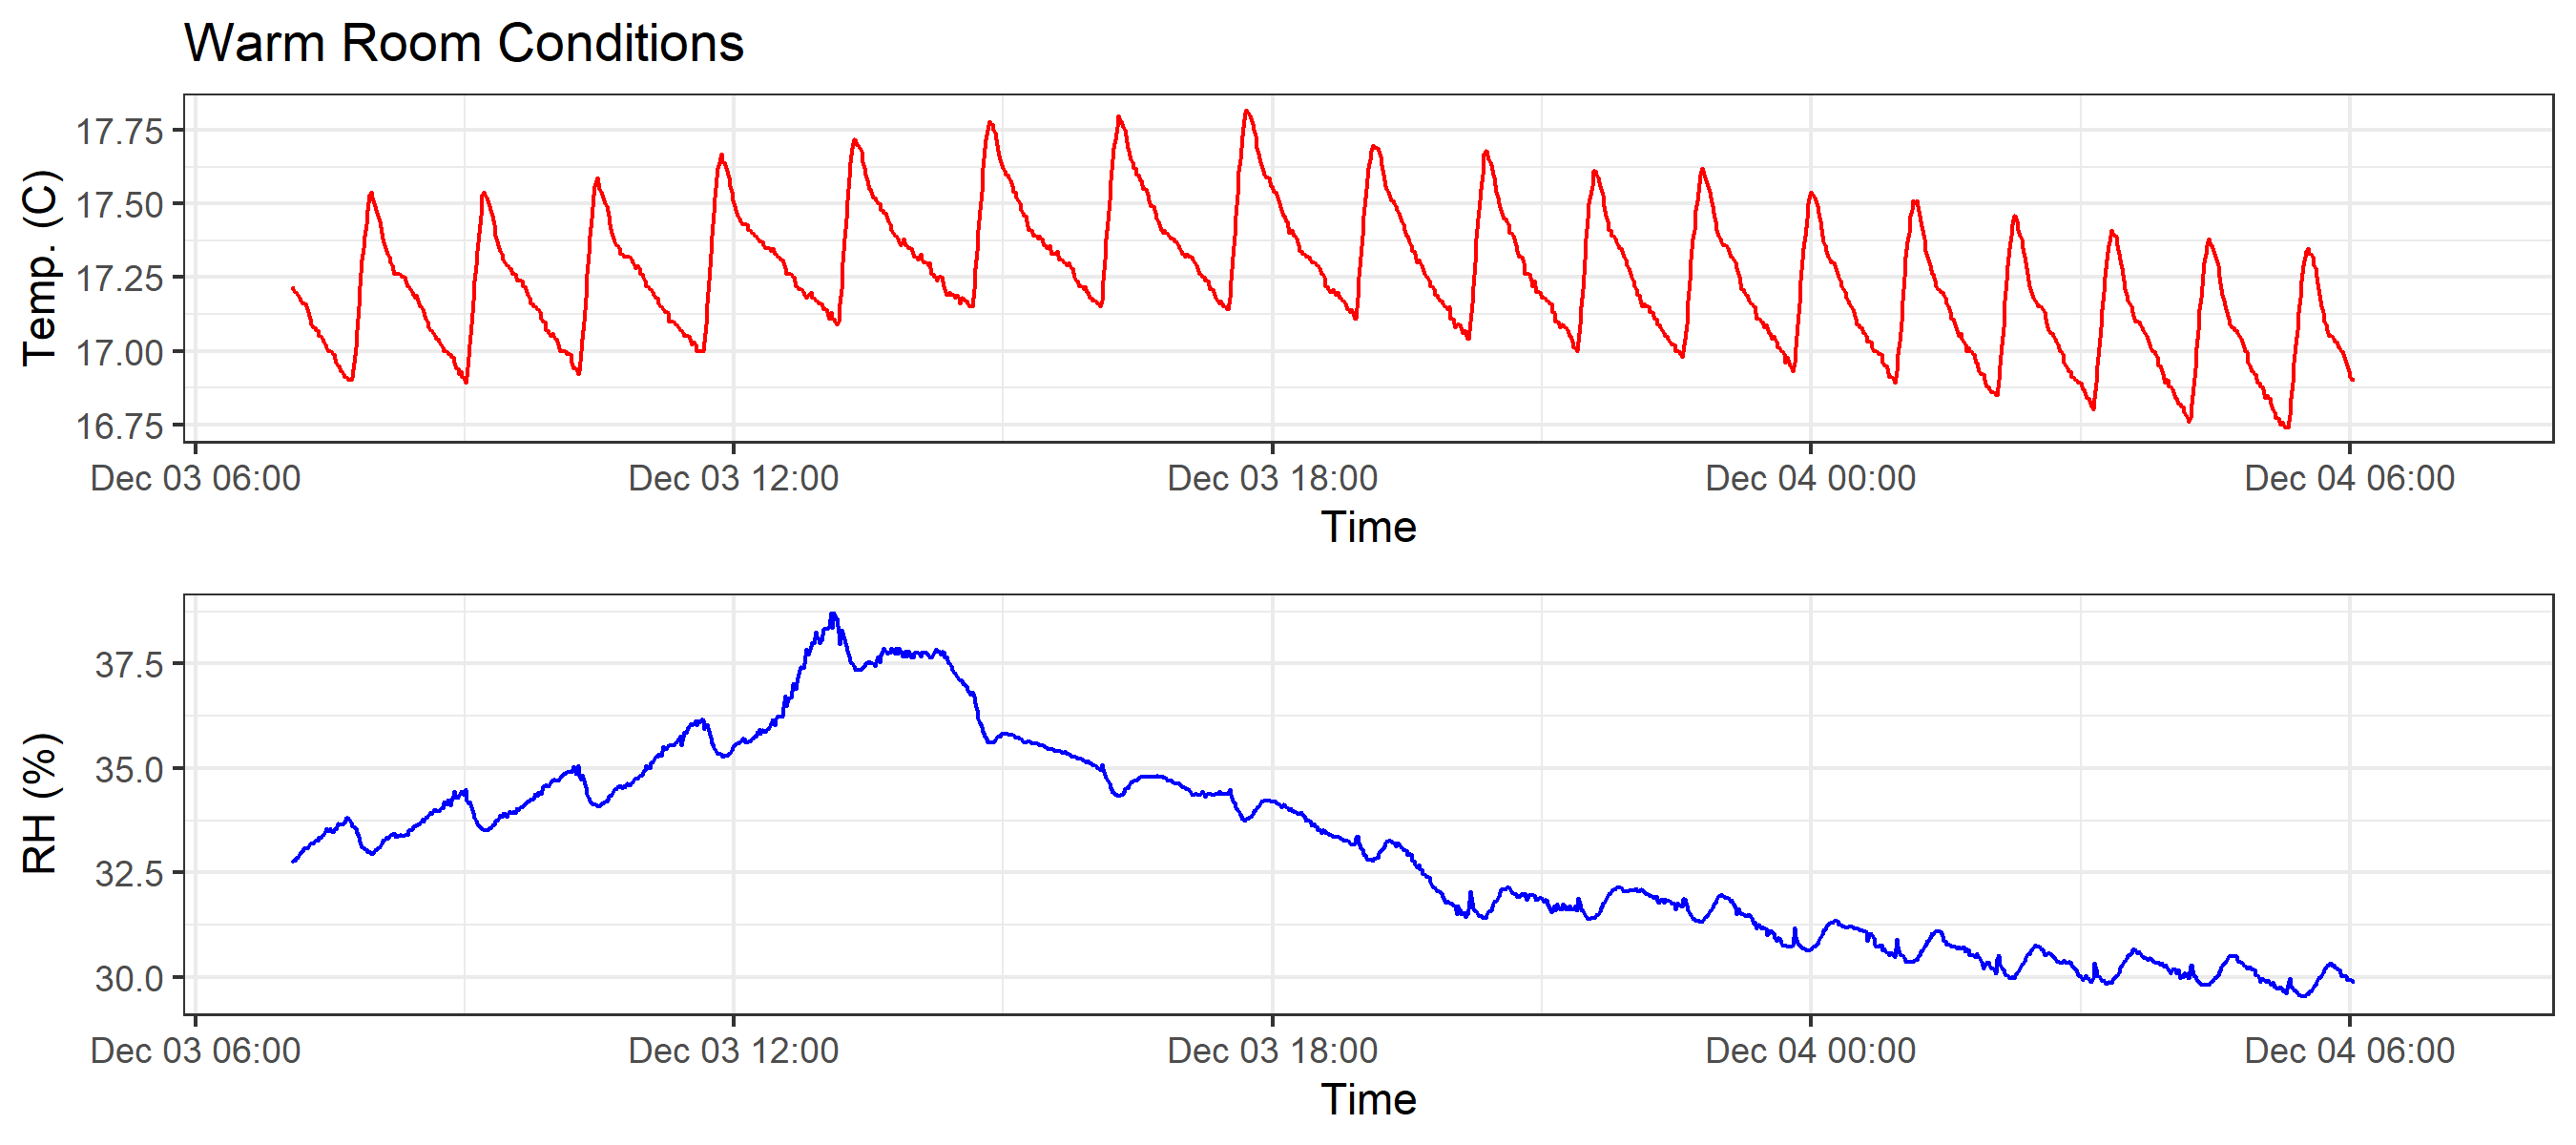 Warm Room Conditions
Temp. (C)
17.75
17.50
17.25
17.00
16.75
Dec 03 06:00 Dec 03 12:00 Dec 03 18:00 Dec 04 00:00 Dec 04 06:00
Time
RH (%)
37.5
35.0
32.5
30.0
Dec 03 06:00 Dec 03 12:00 Dec 03 18:00 Dec 04 00:00 Dec 04 06:00
Time